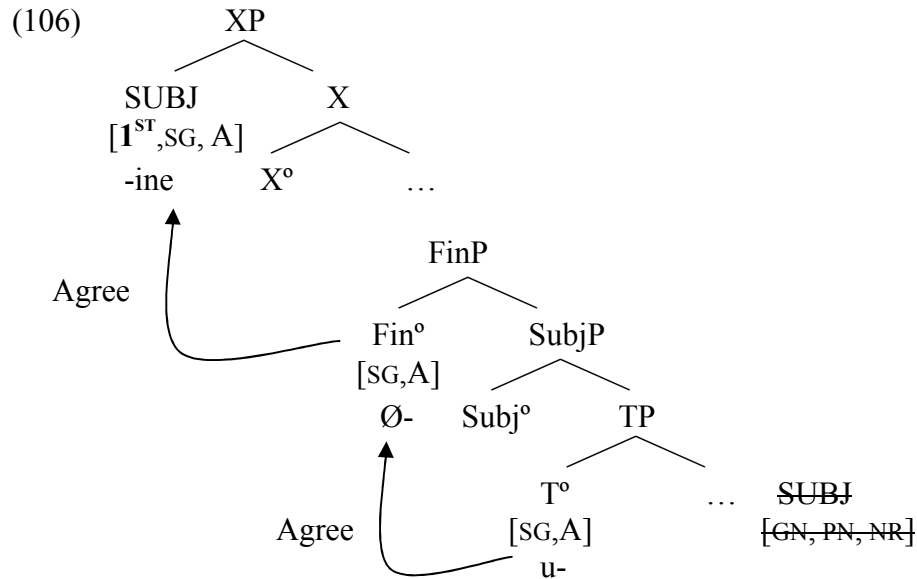 (106) XP
SUBJ X
[1ST,SG, A]
-ine Xº …
FinP
Agree
Finº SubjP
[SG,A]
Ø- Subjº TP
Tº … SUBJ
Agree [SG,A] [GN, PN, NR]
u-